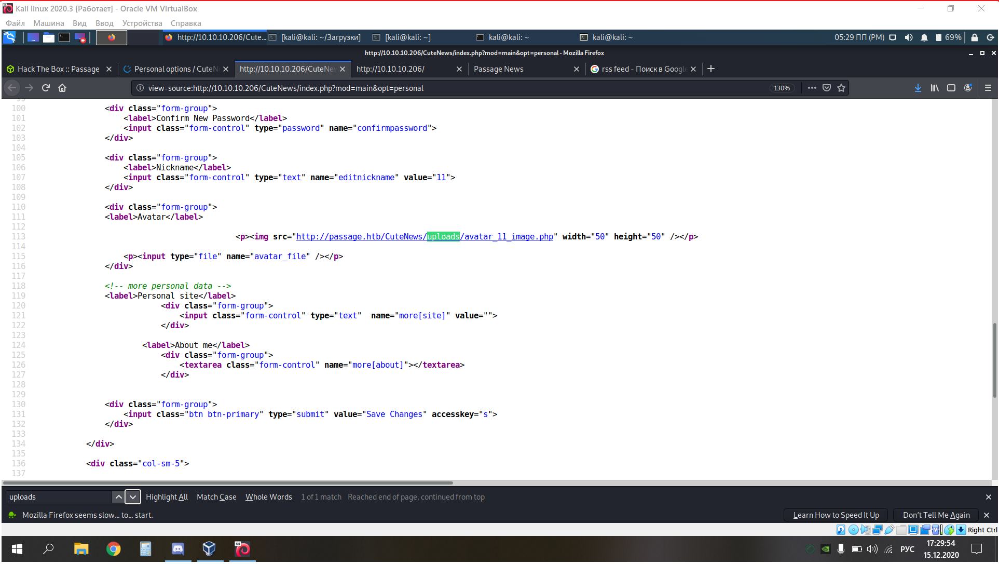 Kali linux 2020.3 [Работает] - Oracle VM VirtualBox
Файл Машина Вид Ввод Устройства Справка
http://10.10.10.206/Cute... [kali@kali: ~/Загрузки] [kali@kali: ~] kali@kali: ~ kali@kali: ~ 05:29 ПП (PM) 69%
http://10.10.10.206/CuteNews/index.php?mod=main&opt=personal - Mozilla Firefox
Hack The Box :: Passage Personal options / CuteN http://10.10.10.206/CuteNew http://10.10.10.206/ Passage News rss feed - Поиск в Google
view-source:http://10.10.10.206/CuteNews/index.php?mod=main&opt=personal 130%
99
100 <div class="form-group">
101 <label>Confirm New Password</label>
102 <input class="form-control" type="password" name="confirmpassword">
103 </div>
104
105 <div class="form-group">
106 <label>Nickname</label>
107 <input class="form-control" type="text" name="editnickname" value="11">
108 </div>
109
110 <div class="form-group">
111 <label>Avatar</label>
112
113 <p><img src="http://passage.htb/CuteNews/uploads/avatar_11_image.php" width="50" height="50" /></p>
114
115 <p><input type="file" name="avatar_file" /></p>
116 </div>
117
118 <!-- more personal data -->
119 <label>Personal site</label>
120 <div class="form-group">
121 <input class="form-control" type="text"  name="more[site]" value="">
122 </div>
123
124 <label>About me</label>
125 <div class="form-group">
126 <textarea class="form-control" name="more[about]"></textarea>
127 </div>
128
129
130 <div class="form-group">
131 <input class="btn btn-primary" type="submit" value="Save Changes" accesskey="s">
132 </div>
133
134 </div>
135
136 <div class="col-sm-5">
137
uploads Highlight All Match Case Whole Words 1 of 1 match Reached end of page, continued from top
Mozilla Firefox seems slow... to... start. Learn How to Speed It Up Don't Tell Me Again
Right Ctrl
64 РУС 17:29:54
15.12.2020